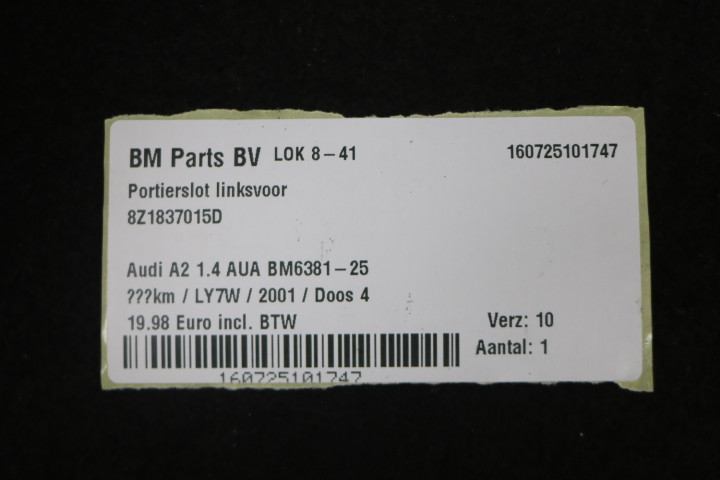 BM Parts BV LOK 8-41 160725101747
Portierslot linksvoor
8Z1837015D
Audi A2 1.4 AUA BM6381-25
???km / LY7W / 2001 / Doos 4
19.98 Euro incl. BTW Verz: 10
Aantal: 1
160725101747